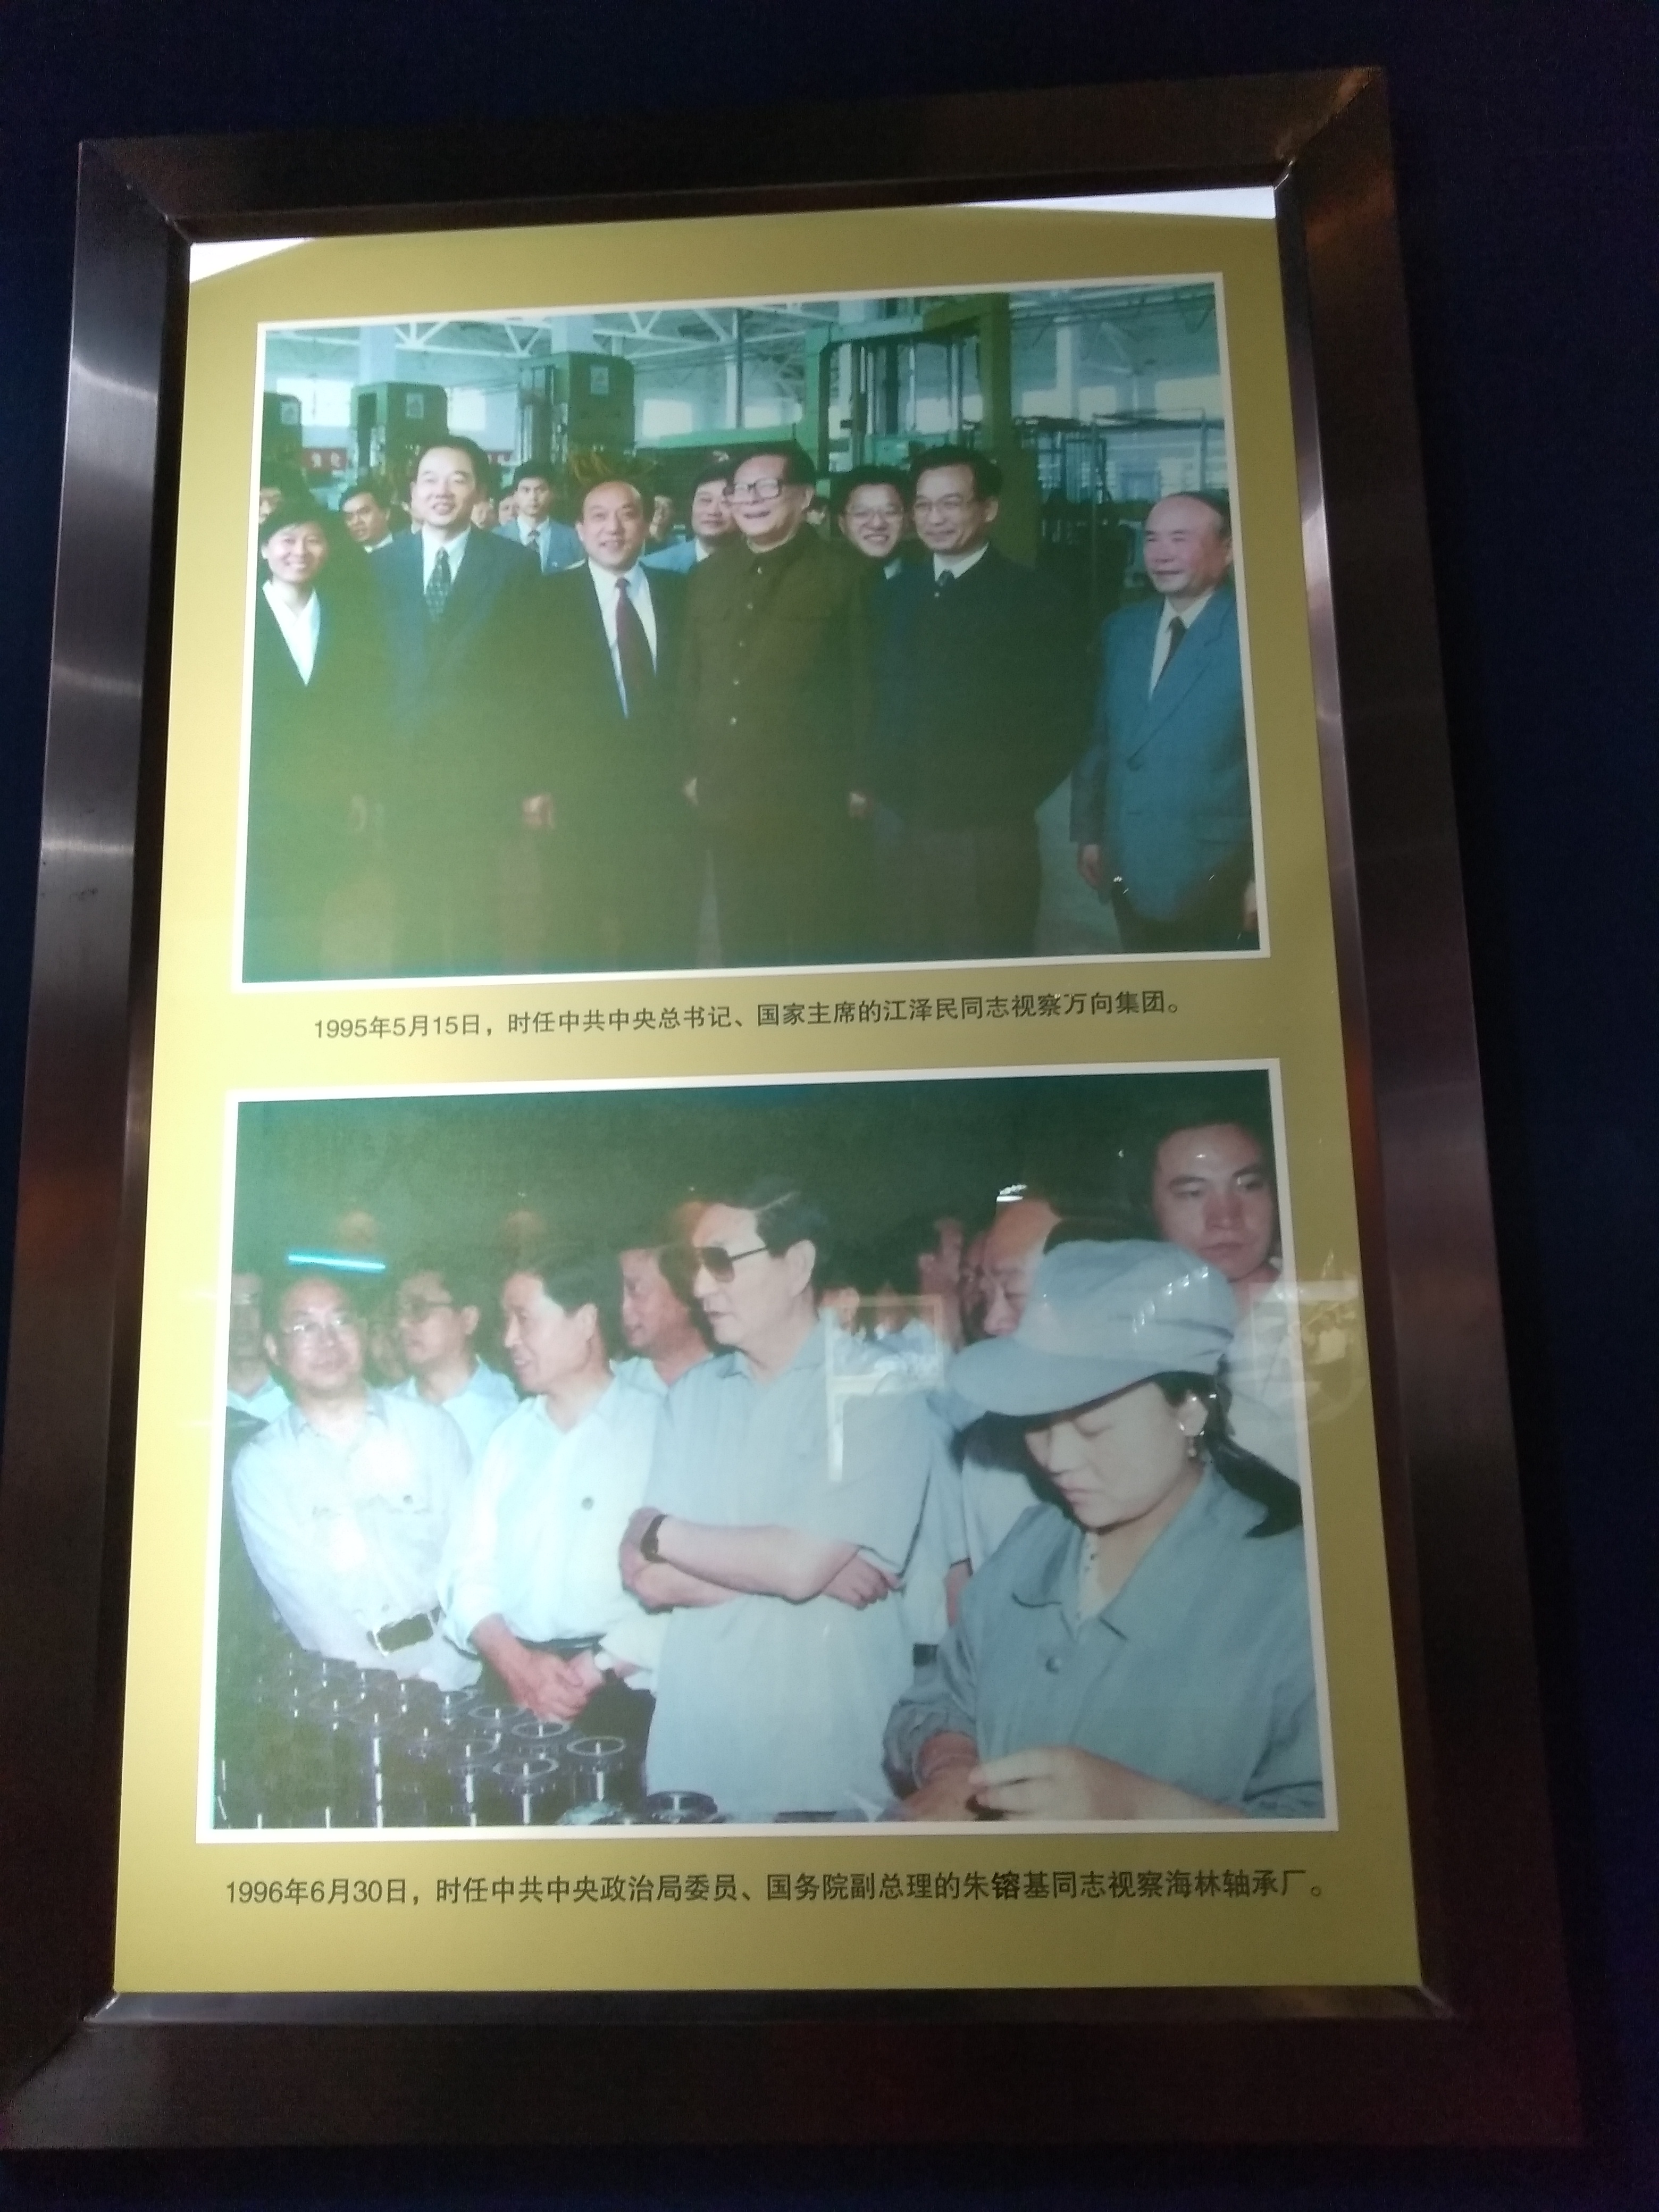 1995年5月15日，时任中共中央总书记、国家主席的江泽民同志视察万向集团。
1996年6月30日，时任中共中央政治局委员、国务院副总理的朱镕基同志视察海林轴承厂。